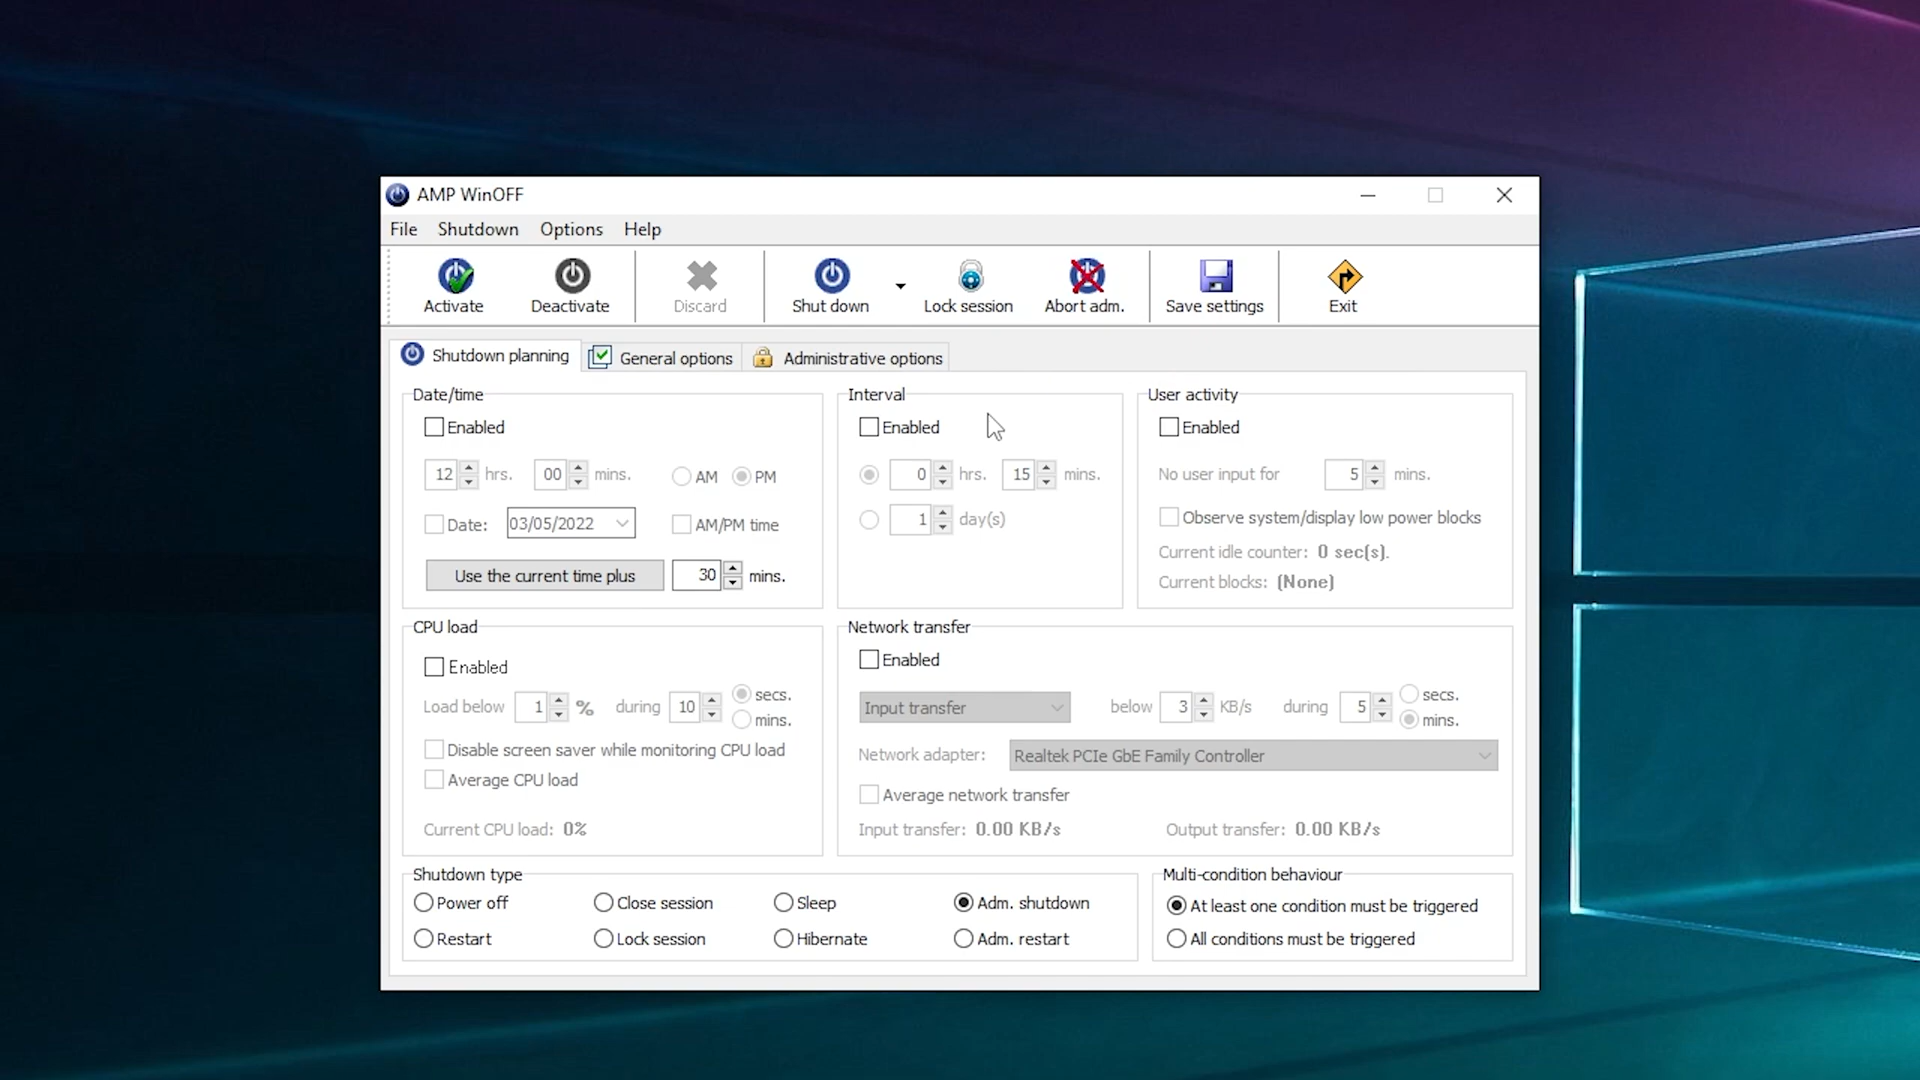 AMP WinOFF
File Shutdown Options Help
Activate Deactivate Discard Shut down Lock session Abort adm. Save settings Exit
Shutdown planning General options Administrative options
Date/time
Enabled
12 hrs. 00 mins. AM PM
Date: 03/05/2022 AM/PM time
Use the current time plus 30 mins.
Interval
Enabled
0 hrs. 15 mins.
1 day(s)
User activity
Enabled
No user input for 5 mins.
Observe system/display low power blocks
Current idle counter: 0 sec(s).
Current blocks: (None)
CPU load
Enabled
Load below 1 % during 10 secs.
mins.
Disable screen saver while monitoring CPU load
Average CPU load
Current CPU load: 0%
Network transfer
Enabled
Input transfer below 3 KB/s during 5 secs.
mins.
Network adapter: Realtek PCIe GbE Family Controller
Average network transfer
Input transfer: 0.00 KB/s Output transfer: 0.00 KB/s
Shutdown type
Power off Close session Sleep Adm. shutdown
Restart Lock session Hibernate Adm. restart
Multi-condition behaviour
At least one condition must be triggered
All conditions must be triggered